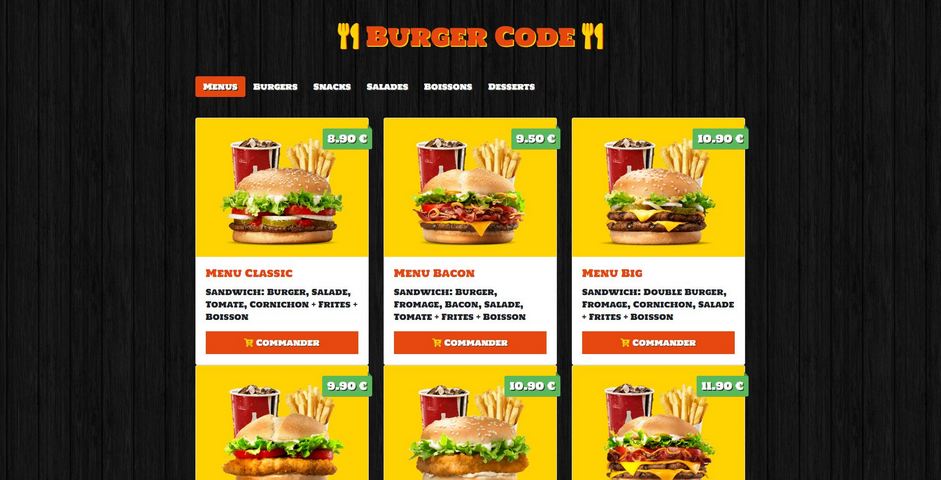 Burger Code
Menus Burgers Snacks Salades Boissons Desserts
8.90 € 9.50 € 10.90 €
Menu Classic
Sandwich: Burger, Salade,
Tomate, Cornichon + Frites +
Boisson
Commander
Menu Bacon
Sandwich: Burger,
Fromage, Bacon, Salade,
Tomate + Frites + Boisson
Commander
Menu Big
Sandwich: Double Burger,
Fromage, Cornichon, Salade
+ Frites + Boisson
Commander
9.90 € 10.90 € 11.90 €